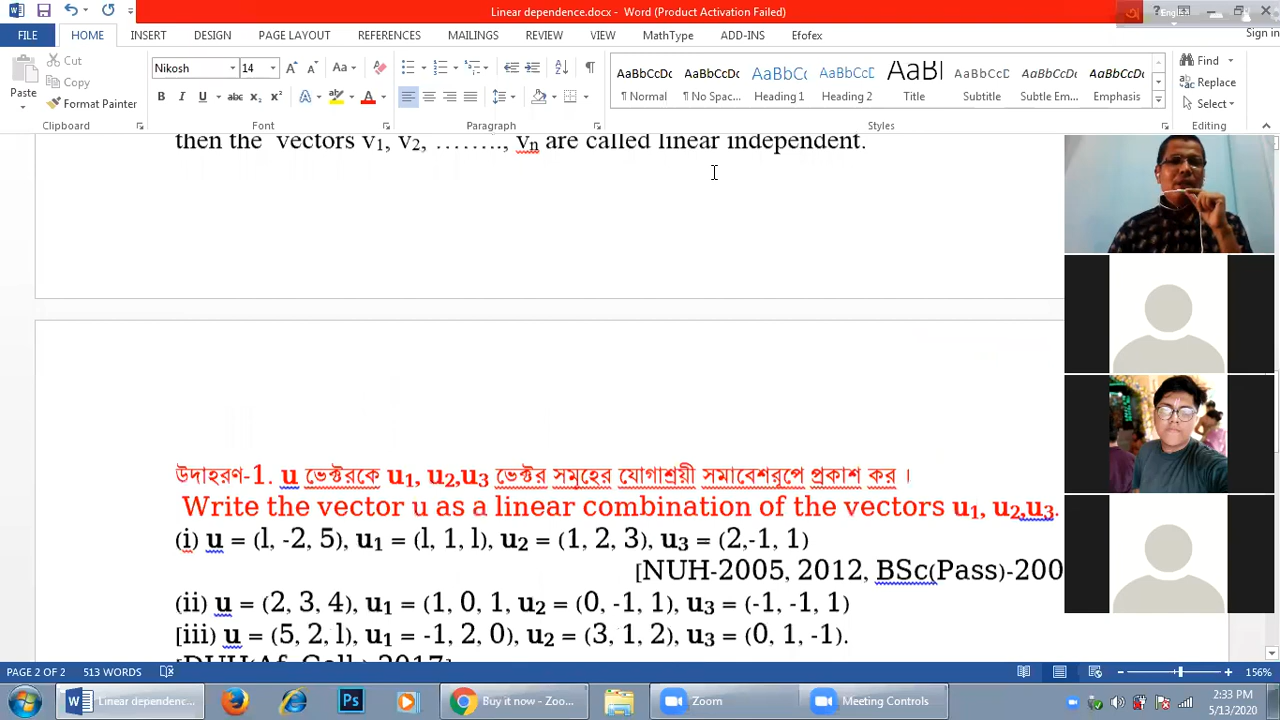 Linear dependence.docx - Word (Product Activation Failed)
English
FILE HOME INSERT DESIGN PAGE LAYOUT REFERENCES MAILINGS REVIEW VIEW MathType ADD-INS Efofex Sign in
Cut
Copy
Format Painter
Paste
Clipboard
Nikosh 14
Font
Paragraph
AaBbCcDc AaBbCcDc AaBbCc AaBbCcD AaBl AaBbCcD AaBbCcDc AaBbCcDc
¶ Normal ¶ No Spac... Heading 1 Heading 2 Title Subtitle Subtle Em... Emphasis
Styles
Find
Replace
Select
Editing
then the vectors v1, v2, ........, vn are called linear independent.
উদাহরণ-1. u ভেক্টরকে u1, u2,u3 ভেক্টর সমূহের যোগাশ্রয়ী সমাবেশরূপে প্রকাশ কর ।
Write the vector u as a linear combination of the vectors u1, u2,u3.
(i) u = (l, -2, 5), u1 = (l, 1, l), u2 = (1, 2, 3), u3 = (2,-1, 1)
[NUH-2005, 2012, BSc(Pass)-200
(ii) u = (2, 3, 4), u1 = (1, 0, 1, u2 = (0, -1, 1), u3 = (-1, -1, 1)
[iii) u = (5, 2, l), u1 = -1, 2, 0), u2 = (3, 1, 2), u3 = (0, 1, -1).
PAGE 2 OF 2 513 WORDS 156%
Linear dependenc... Buy it now - Zoo... Zoom Meeting Controls
2:33 PM
5/13/2020